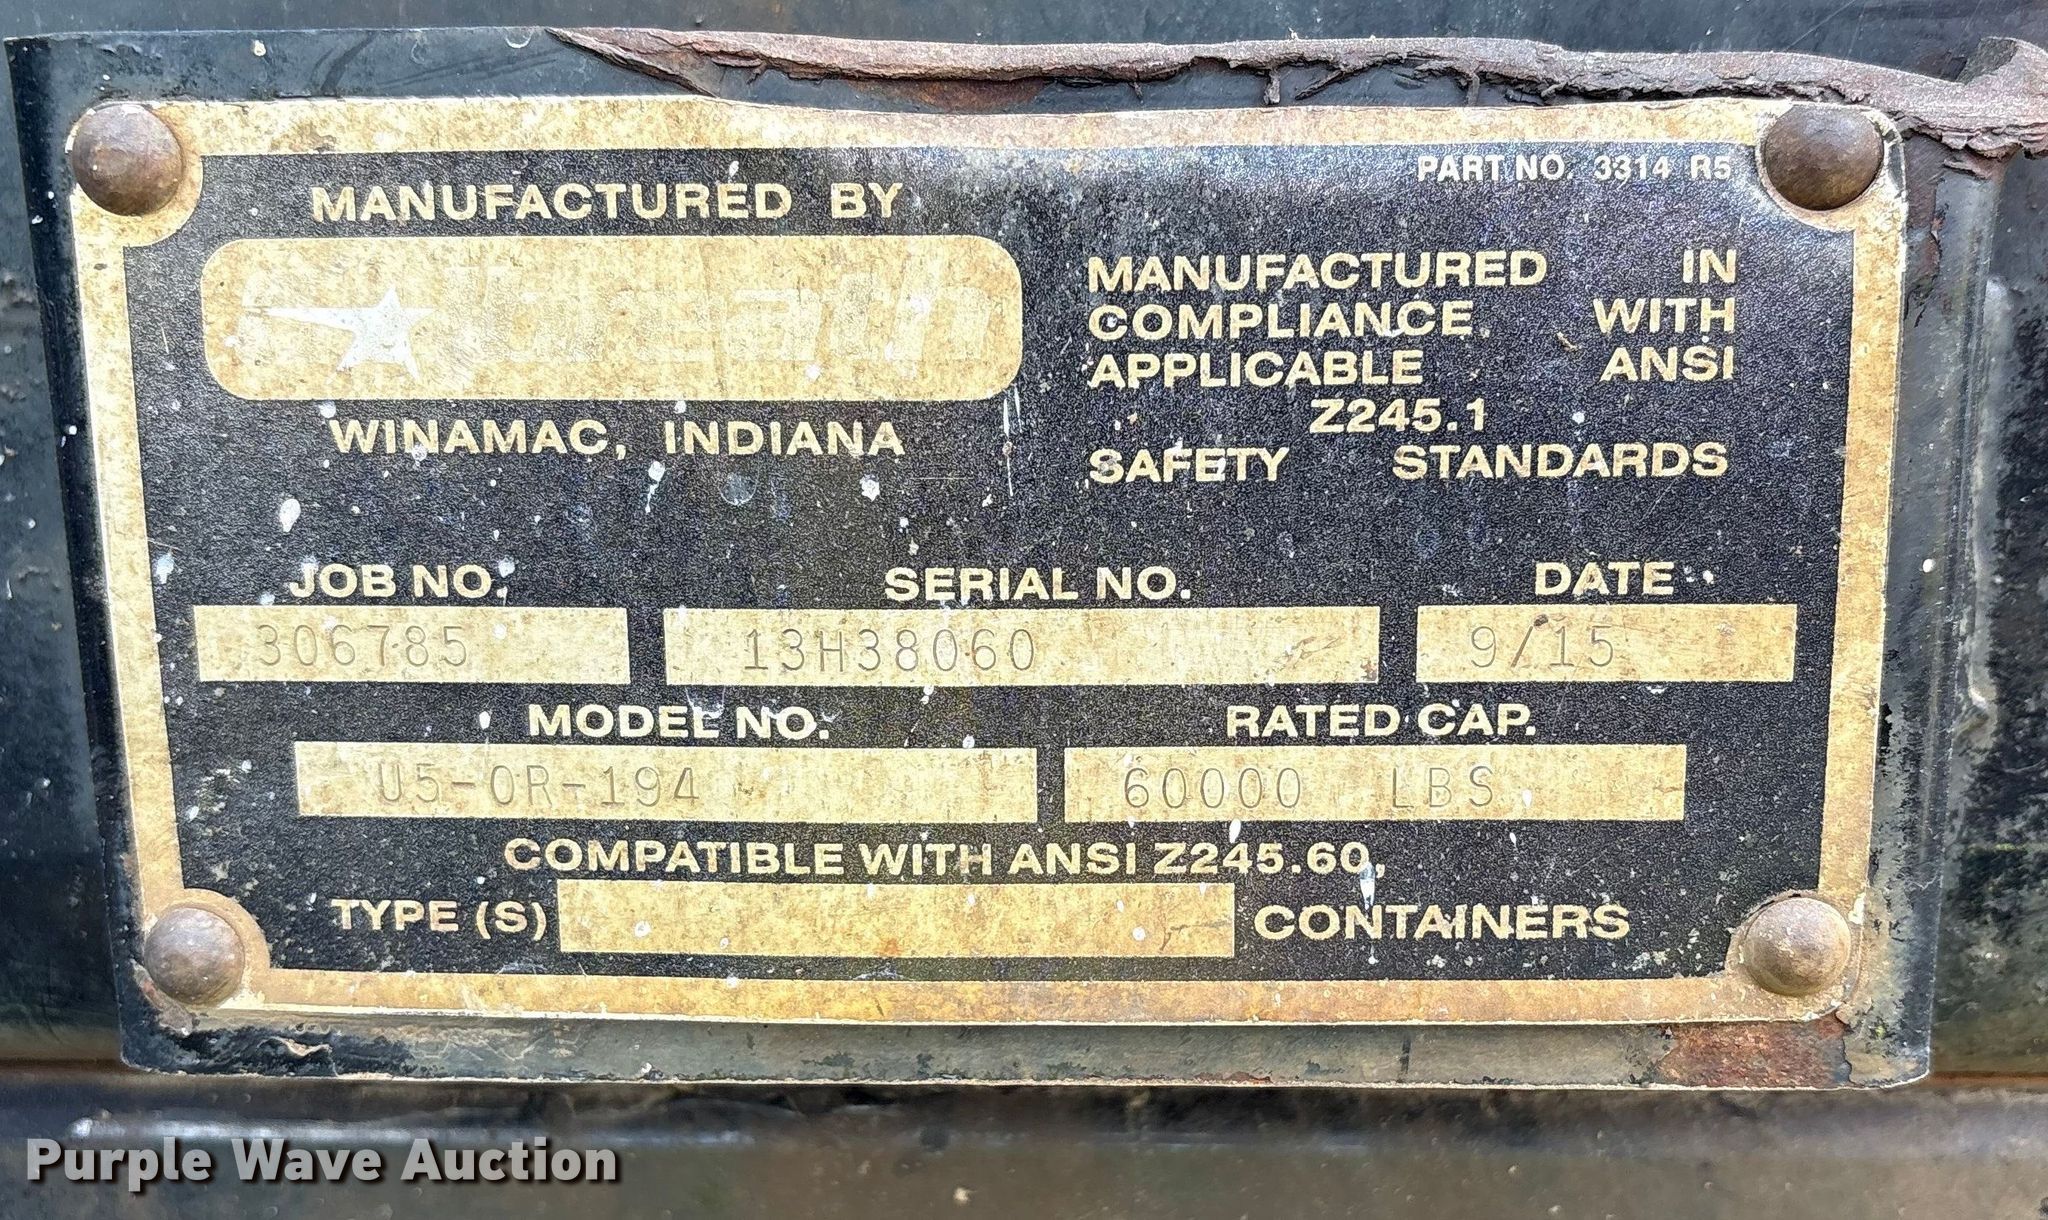 PART NO. 3314 R5
MANUFACTURED BY
Galbreath
WINAMAC, INDIANA
MANUFACTURED IN
COMPLIANCE WITH
APPLICABLE ANSI
Z245.1
SAFETY STANDARDS
JOB NO. SERIAL NO. DATE
306785 13H38060 9/15
MODEL NO. RATED CAP.
U5-OR-194 60000 LBS
COMPATIBLE WITH ANSI Z245.60,
TYPE (S) CONTAINERS
Purple Wave Auction